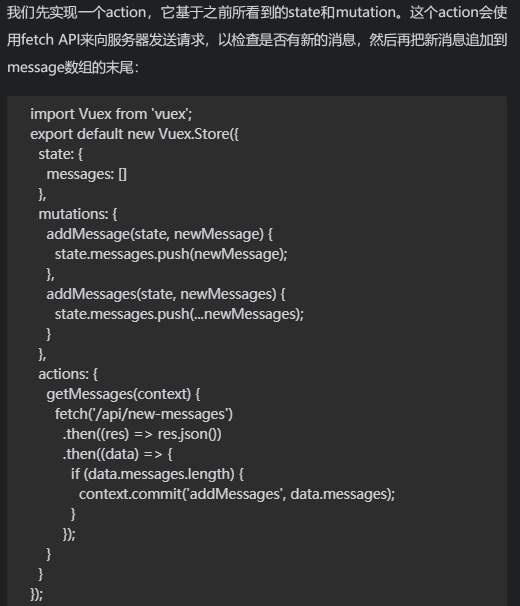 我们先实现一个action，它基于之前所看到的state和mutation。这个action会使
用fetch API来向服务器发送请求，以检查是否有新的消息，然后再把新消息追加到
message数组的末尾：
import Vuex from 'vuex';
export default new Vuex.Store({
  state: {
    messages: []
  },
  mutations: {
    addMessage(state, newMessage) {
      state.messages.push(newMessage);
    },
    addMessages(state, newMessages) {
      state.messages.push(...newMessages);
    }
  },
  actions: {
    getMessages(context) {
      fetch('/api/new-messages')
        .then((res) => res.json())
        .then((data) => {
          if (data.messages.length) {
            context.commit('addMessages', data.messages);
          }
        });
    }
  }
});